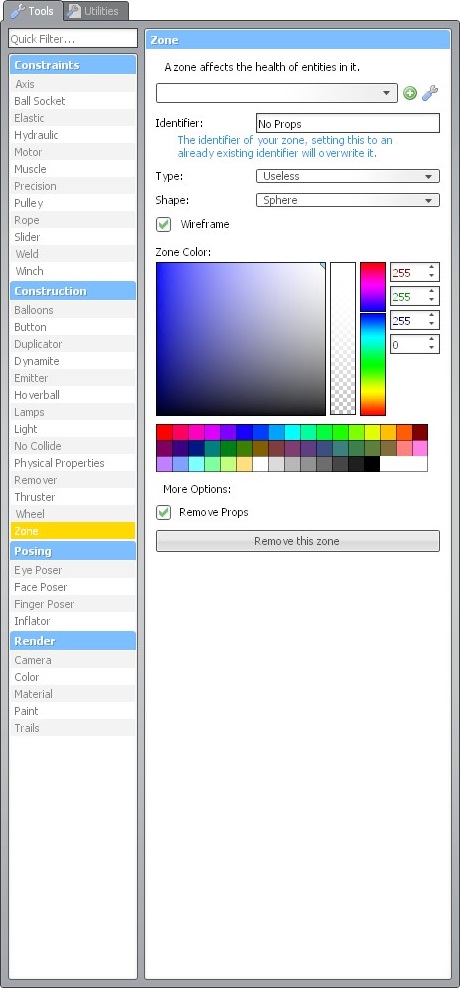 Tools Utilities
Quick Filter...
Constraints
Axis
Ball Socket
Elastic
Hydraulic
Motor
Muscle
Precision
Pulley
Rope
Slider
Weld
Winch
Construction
Balloons
Button
Duplicator
Dynamite
Emitter
Hoverball
Lamps
Light
No Collide
Physical Properties
Remover
Thruster
Wheel
Zone
Posing
Eye Poser
Face Poser
Finger Poser
Inflator
Render
Camera
Color
Material
Paint
Trails
Zone
A zone affects the health of entities in it.
Identifier: No Props
The identifier of your zone, setting this to an
already existing identifier will overwrite it.
Type: Useless
Shape: Sphere
Wireframe
Zone Color:
255
255
255
0
More Options:
Remove Props
Remove this zone